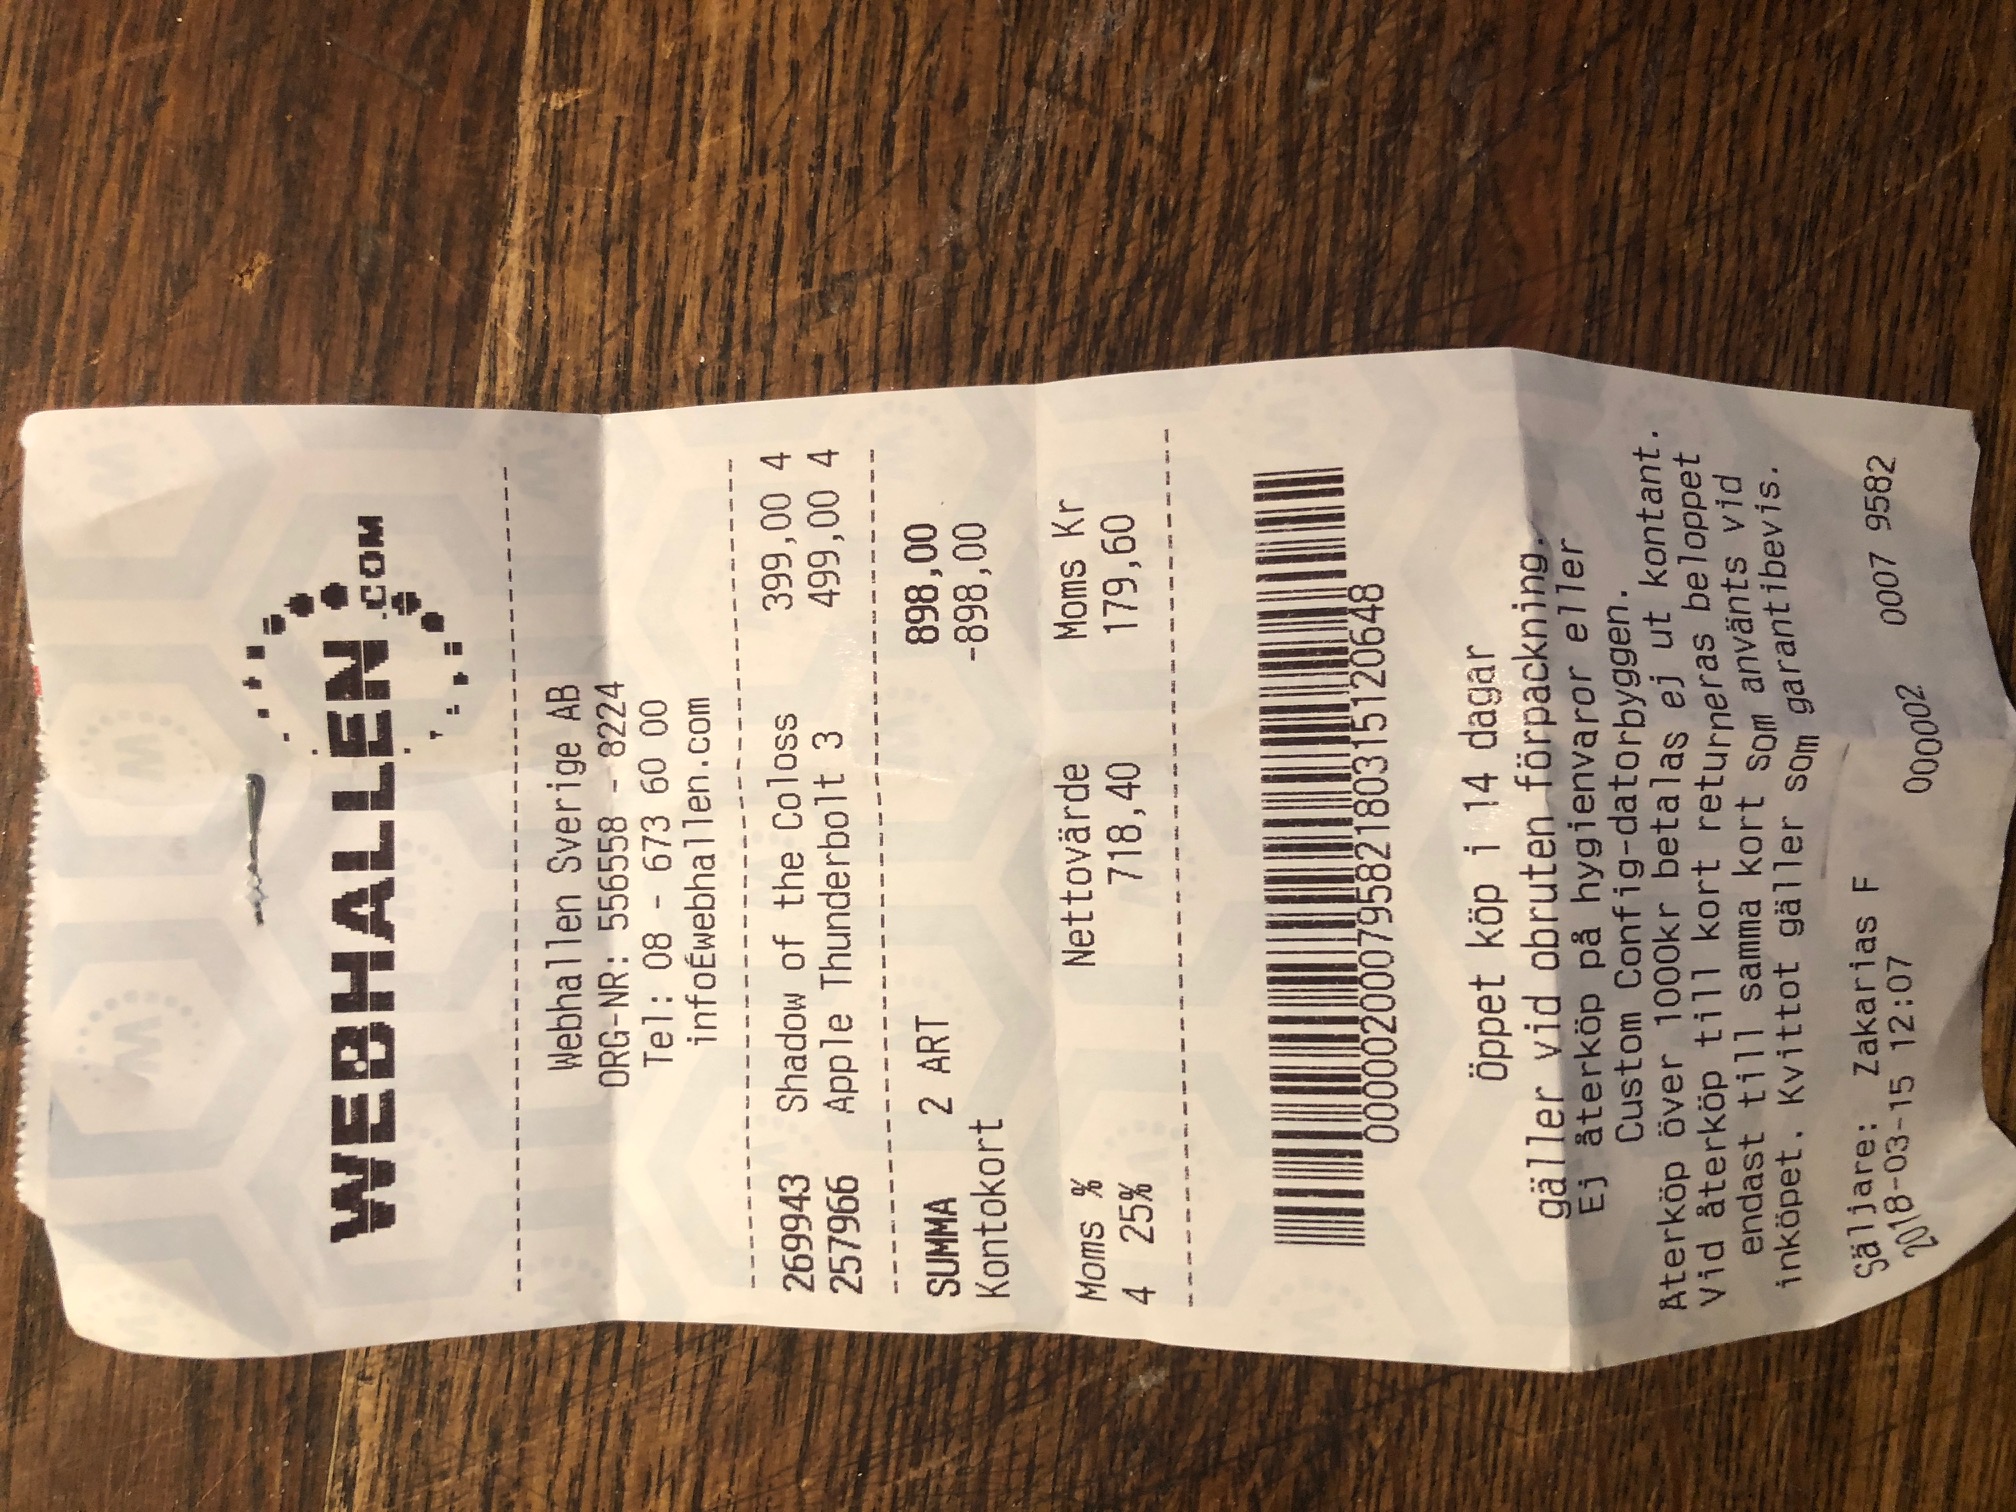 WEBHALLEN.COM
Webhallen Sverige AB
ORG-NR: 556558 - 8224
Tel: 08 - 673 60 00
infoÉwebhallen.com
269943 Shadow of the Coloss 399,00 4
257966 Apple Thunderbolt 3 499,00 4
SUMMA 2 ART 898,00
Kontokort -898,00
Moms % Nettovärde Moms Kr
4 25% 718,40 179,60
00000200079582180315120648
Öppet köp i 14 dagar
gäller vid obruten förpackning.
Ej återköp på hygienvaror eller
Custom Config-datorbyggen.
Återköp över 1000kr betalas ej ut kontant.
Vid återköp till kort returneras beloppet
endast till samma kort som använts vid
inköpet. Kvittot gäller som garantibevis.
Säljare: Zakarias F
2018-03-15 12:07 000002 0007 9582